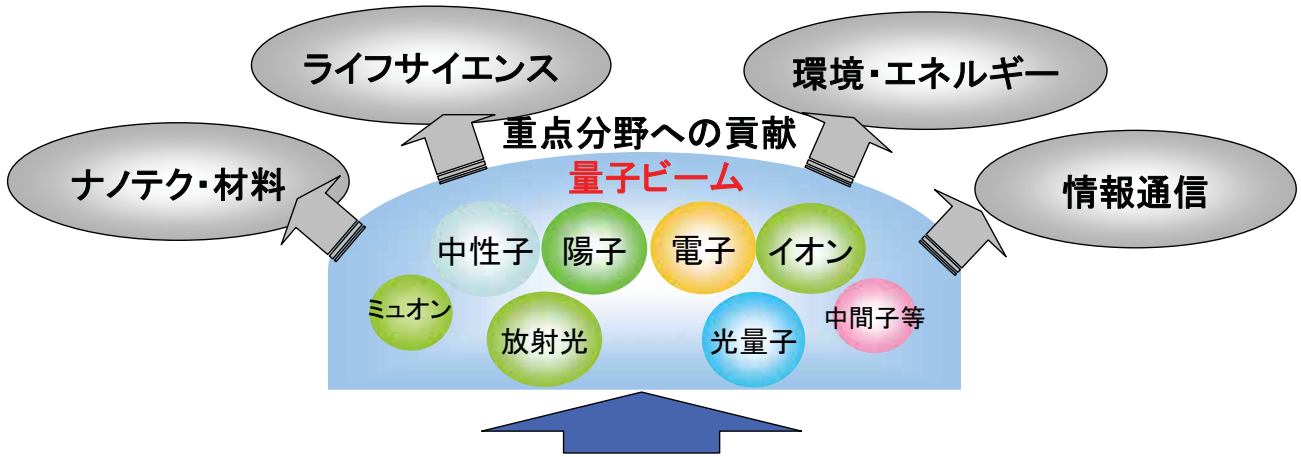 ライフサイエンス
環境・エネルギー
重点分野への貢献
ナノテク・材料
量子ビーム
情報通信
中性子
陽子
電子
イオン
ミュオン
放射光
光量子
中間子等